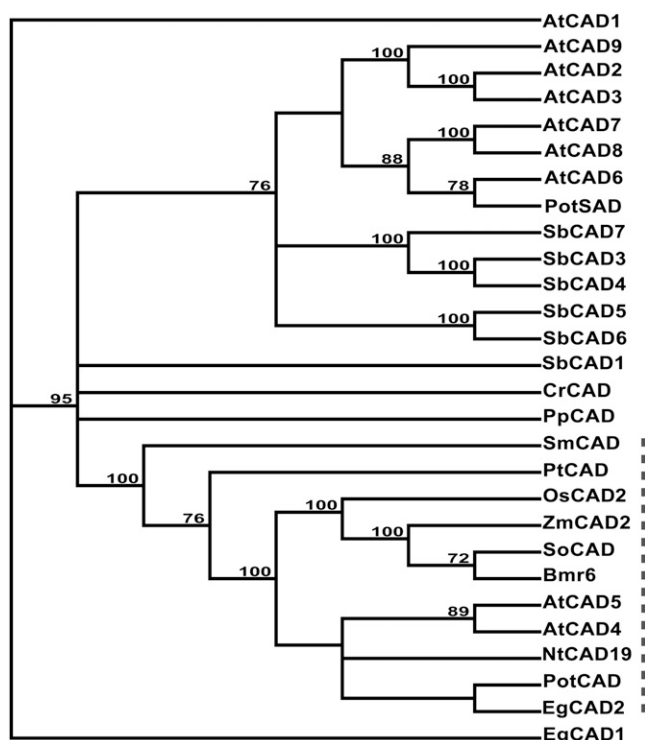 AtCAD1
100 AtCAD9
100 AtCAD2
AtCAD3
100 AtCAD7
88 AtCAD8
76 78 AtCAD6
PotSAD
100 SbCAD7
100 SbCAD3
SbCAD4
100 SbCAD5
SbCAD6
SbCAD1
95 CrCAD
PpCAD
100 SmCAD
76 PtCAD
100 OsCAD2
100 ZmCAD2
100 72 SoCAD
Bmr6
89 AtCAD5
AtCAD4
NtCAD19
PotCAD
EgCAD2
EgCAD1